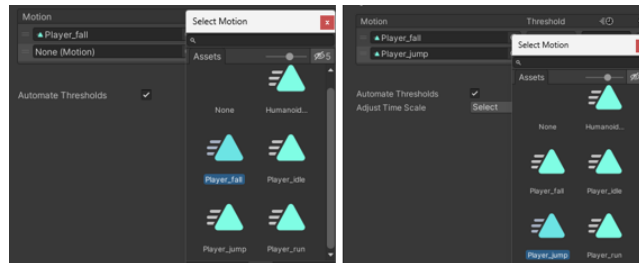 Motion
Player_fall
None (Motion)
Automate Thresholds
Select Motion
x
Assets
5
None
Humanoid...
Player_fall
Player_idle
Player_jump
Player_run
Motion
Threshold
Player_fall
Player_jump
Automate Thresholds
Adjust Time Scale
Select
Select Motion
Assets
None
Humanoid...
Player_fall
Player_idle
Player_jump
Player_run